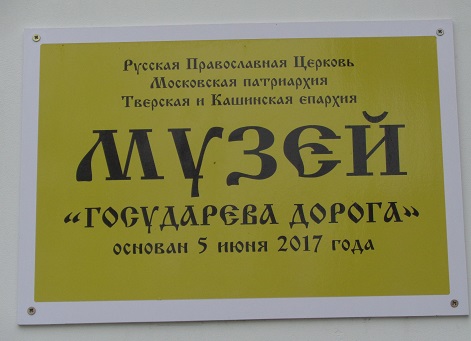 Русская Православная Церковь
Московская патриархия
Тверская и Кашинская епархия
МУЗЕЙ
“ГОСУДАРЕВА ДОРОГА”
основан 5 июня 2017 года